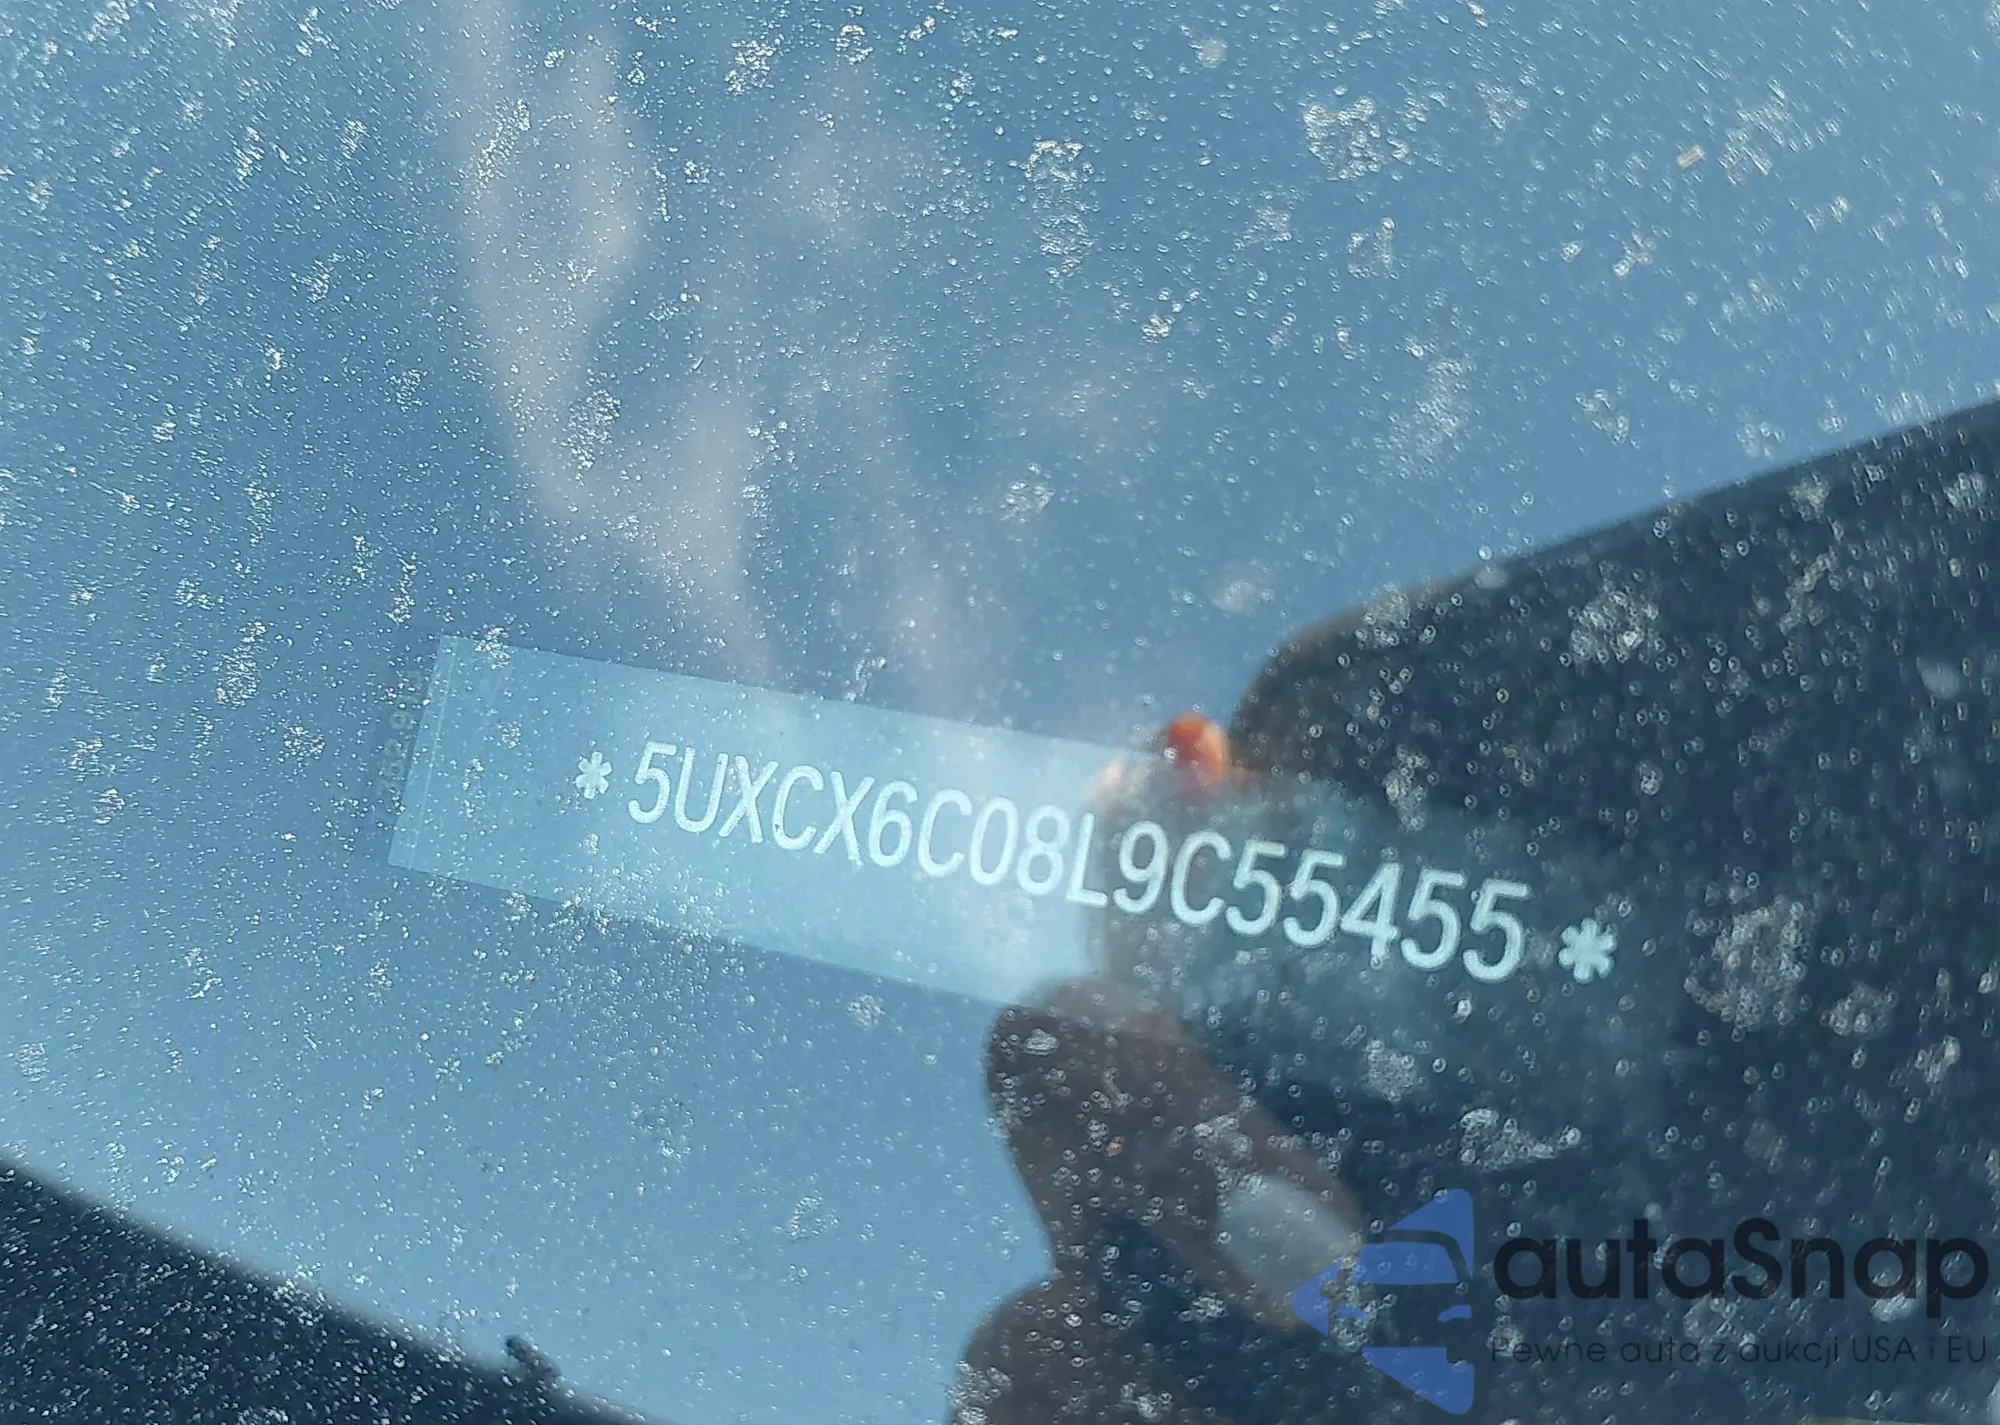 * 5UXCX6C08L9C55455 *
autaSnap
Pewne auta z aukcji USA i EU